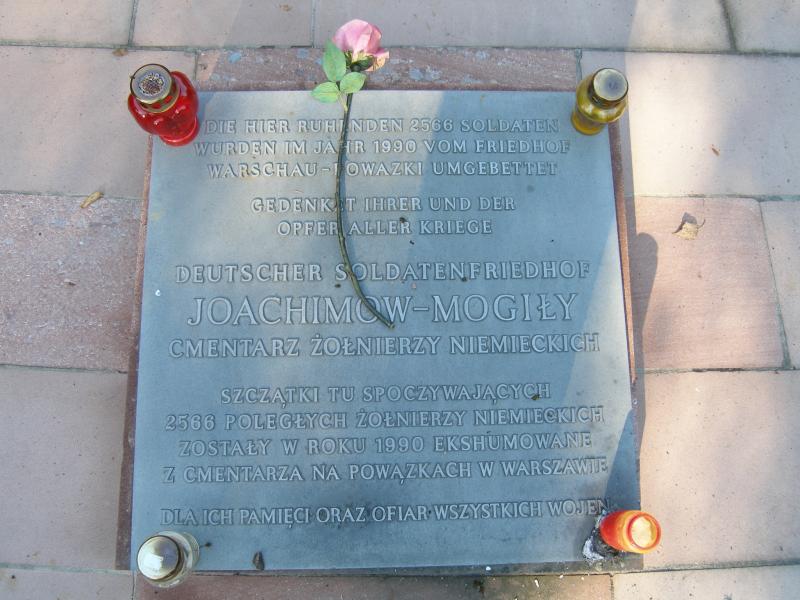 DIE HIER RUHENDEN 2566 SOLDATEN
WURDEN IM JAHR 1990 VOM FRIEDHOF
WARSCHAU-POWAZKI UMGEBETTET
GEDENKET IHRER UND DER
OPFER ALLER KRIEGE
DEUTSCHER SOLDATENFRIEDHOF
JOACHIMÓW-MOGIŁY
CMENTARZ ŻOŁNIERZY NIEMIECKICH
SZCZĄTKI TU SPOCZYWAJĄCYCH
2566 POLEGŁYCH ŻOŁNIERZY NIEMIECKICH
ZOSTAŁY W ROKU 1990 EKSHUMOWANE
Z CMENTARZA NA POWĄZKACH W WARSZAWIE
DLA ICH PAMIĘCI ORAZ OFIAR WSZYSTKICH WOJEN